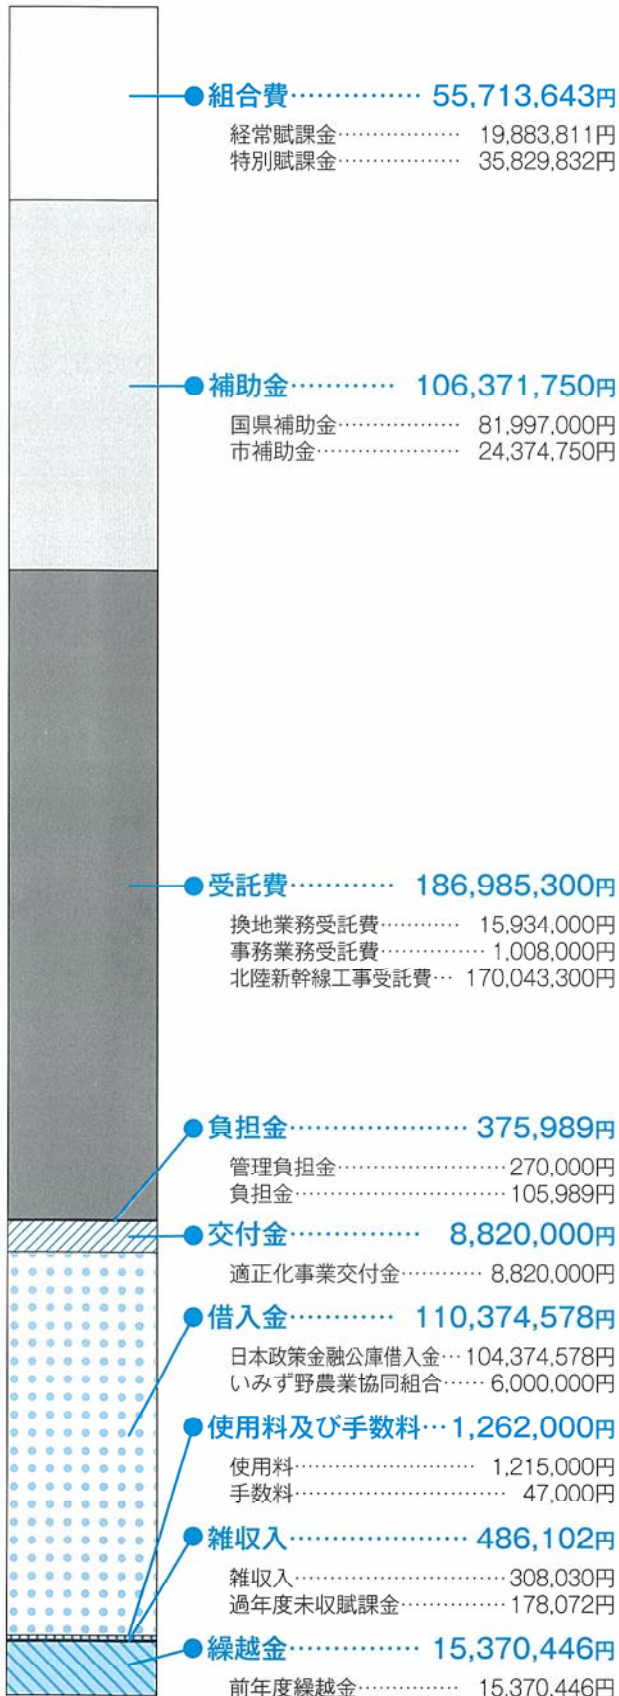 組合費…………… 55,713,643円
経常賦課金……………… 19,883,811円
特別賦課金……………… 35,829,832円
補助金………… 106,371,750円
国県補助金……………… 81,997,000円
市補助金………………… 24,374,750円
受託費………… 186,985,300円
換地業務受託費………… 15,934,000円
事務業務受託費…………… 1,008,000円
北陸新幹線工事受託費… 170,043,300円
負担金………………… 375,989円
管理負担金……………………270,000円
負担金…………………………105,989円
交付金…………… 8,820,000円
適正化事業交付金………… 8,820,000円
借入金………… 110,374,578円
日本政策金融公庫借入金…104,374,578円
いみず野農業協同組合…… 6,000,000円
使用料及び手数料…1,262,000円
使用料…………………… 1,215,000円
手数料………………………… 47,000円
雑収入………………… 486,102円
雑収入…………………………308,030円
過年度未収賦課金……………178,072円
繰越金…………… 15,370,446円
前年度繰越金…………… 15,370,446円